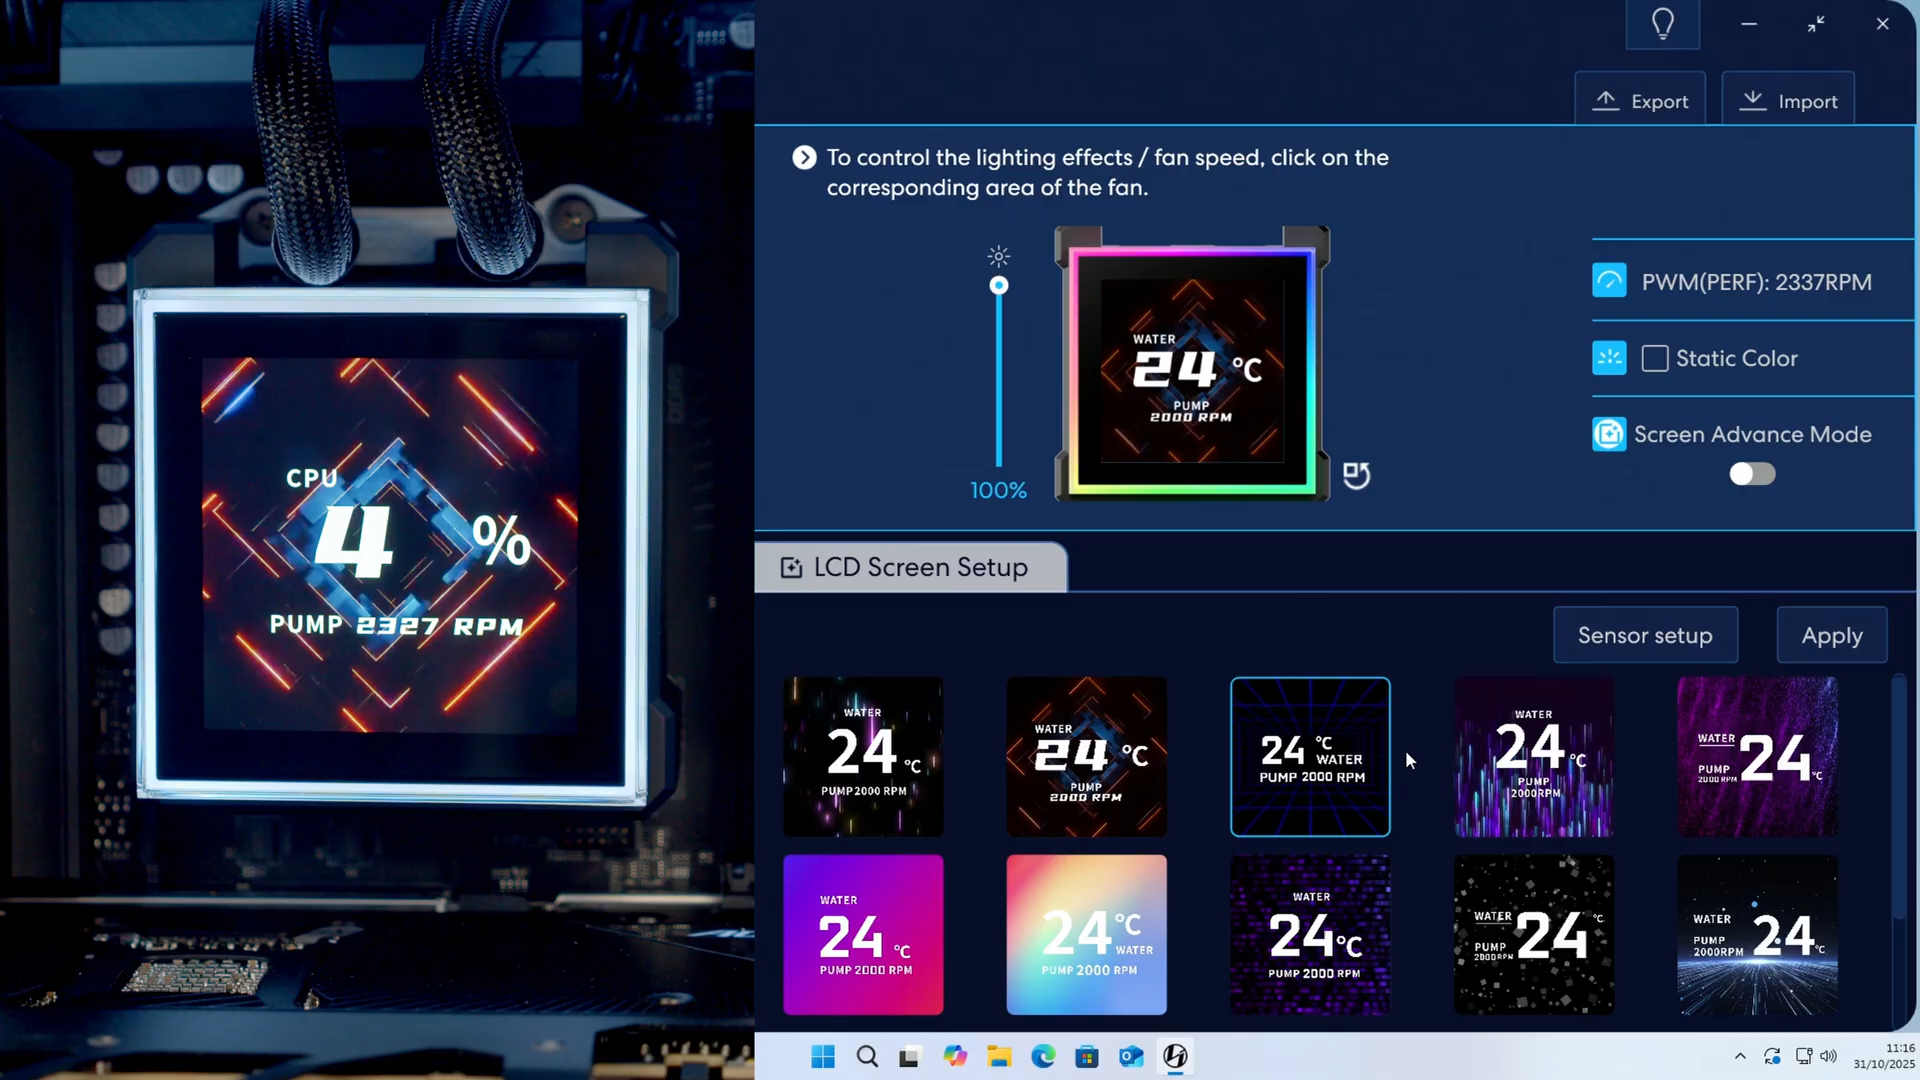 CPU
4 %
PUMP 2327 RPM
Export
Import
To control the lighting effects / fan speed, click on the
corresponding area of the fan.
WATER
24 °C
PUMP
2000 RPM
100%
PWM(PERF): 2337RPM
Static Color
Screen Advance Mode
LCD Screen Setup
Sensor setup
Apply
WATER
24 °C
PUMP 2000 RPM
WATER
24 °C
PUMP
2000 RPM
24 °C
WATER
PUMP 2000 RPM
WATER
24 °C
PUMP
2000RPM
WATER
24 °C
PUMP
2000 RPM
WATER
24 °C
PUMP 2000 RPM
24 °C
WATER
PUMP 2000 RPM
WATER
24 °C
PUMP 2000 RPM
WATER
24 °C
PUMP
2000RPM
WATER
24 °C
PUMP
2000RPM
11:16
31/10/2025